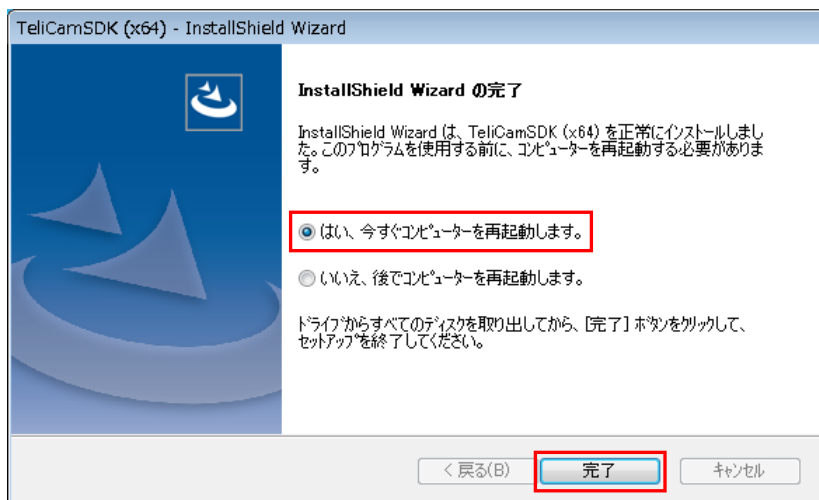 TeliCamSDK (x64) - InstallShield Wizard
InstallShield Wizard の完了
InstallShield Wizard は、TeliCamSDK (x64) を正常にインストールしまし
た。このプログラムを使用する前に、コンピューターを再起動する必要がありま
す。
はい、今すぐコンピューターを再起動します。
いいえ、後でコンピューターを再起動します。
ドライブからすべてのディスクを取り出してから、[完了] ボタンをクリックして、
セットアップを終了してください。
< 戻る(B)
完了
キャンセル